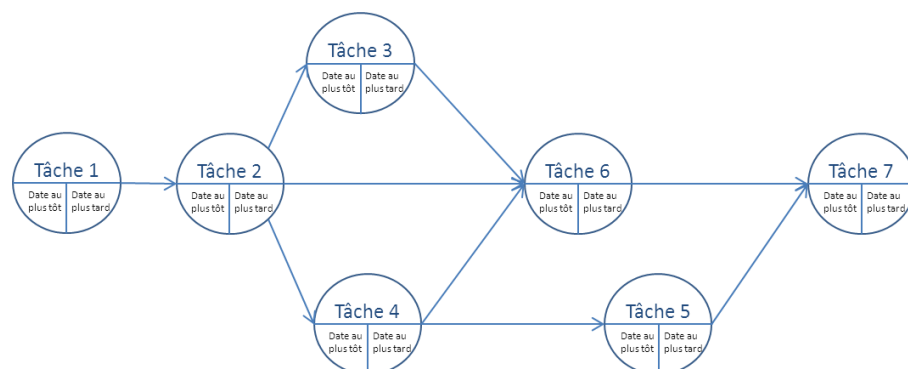 Tâche 3
Date au Date au
plus tôt plus tard
Tâche 1
Date au Date au
plus tôt plus tard
Tâche 2
Date au Date au
plus tôt plus tard
Tâche 6
Date au Date au
plus tôt plus tard
Tâche 7
Date au Date au
plus tôt plus tard
Tâche 4
Date au Date au
plus tôt plus tard
Tâche 5
Date au Date au
plus tôt plus tard